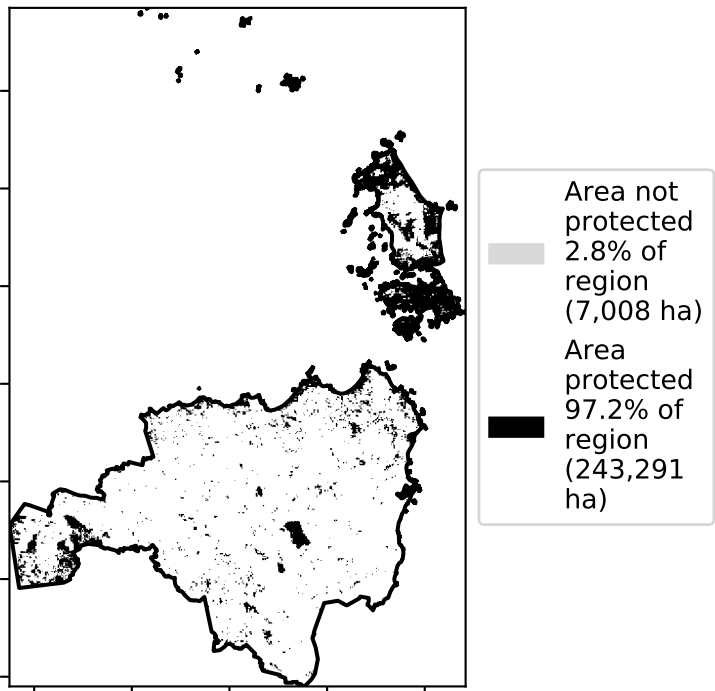 Area not
protected
2.8% of
region
(7,008 ha)
Area
protected
97.2% of
region
(243,291
ha)